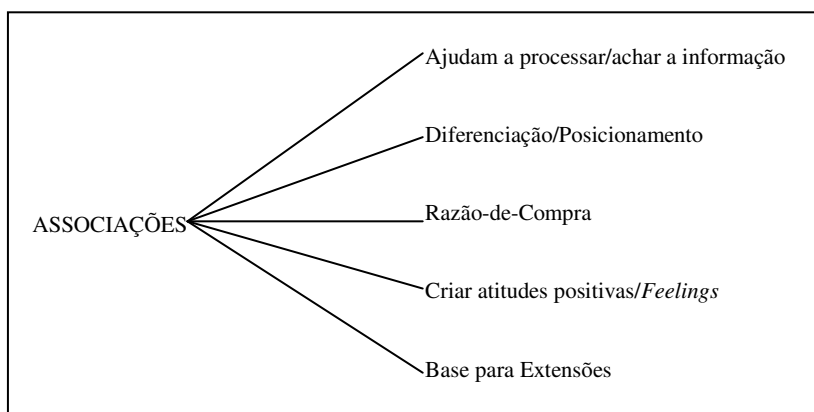 Ajudam a processar/achar a informação
Diferenciação/Posicionamento
ASSOCIAÇÕES
Razão-de-Compra
Criar atitudes positivas/Feelings
Base para Extensões